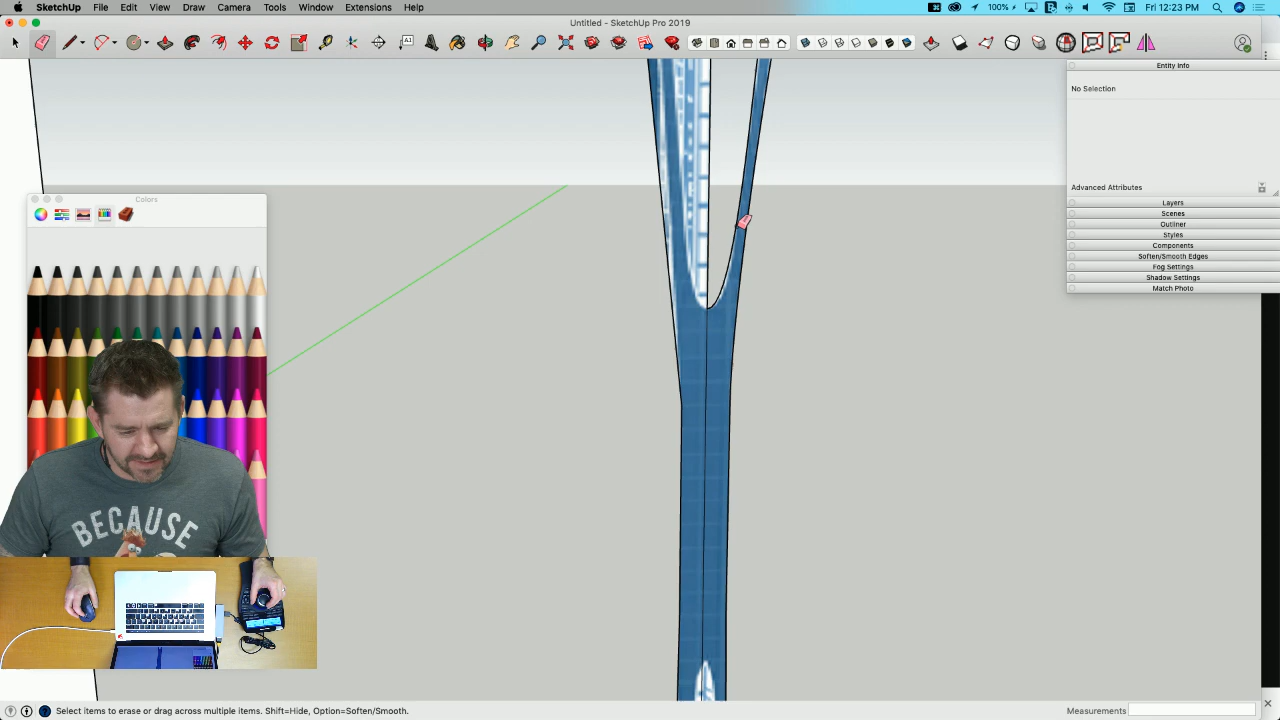 SketchUp File Edit View Draw Camera Tools Window Extensions Help
100% Fri 12:23 PM
Untitled - SketchUp Pro 2019
Entity Info
No Selection
Advanced Attributes
Layers
Scenes
Outliner
Styles
Components
Soften/Smooth Edges
Fog Settings
Shadow Settings
Match Photo
Colors
BECAUSE
Select items to erase or drag across multiple items. Shift=Hide, Option=Soften/Smooth.
Measurements